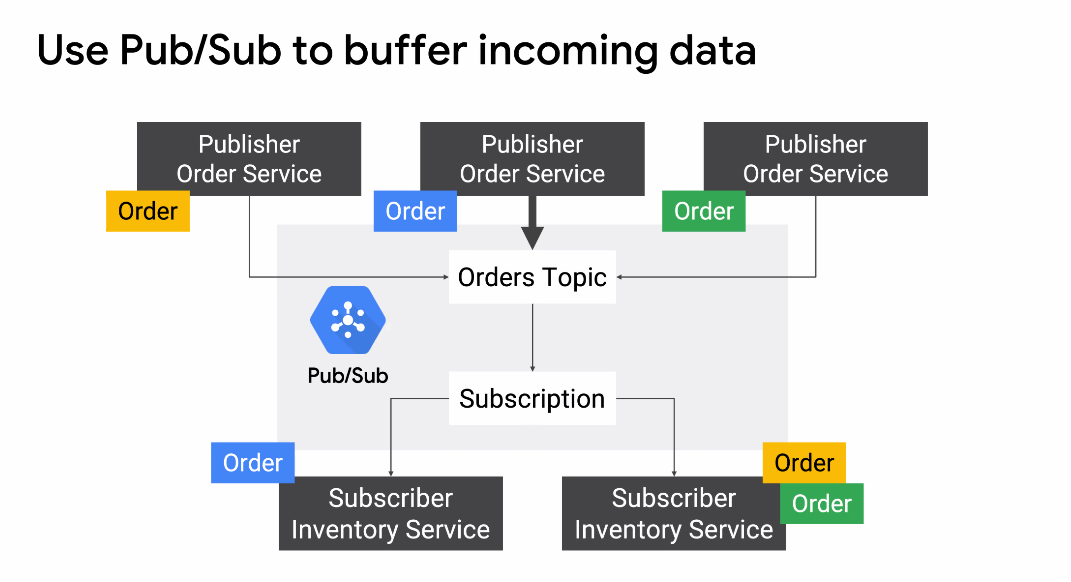 Use Pub/Sub to buffer incoming data
Publisher
Order Service
Publisher
Order Service
Publisher
Order Service
Order
Order
Order
Orders Topic
Pub/Sub
Subscription
Order
Order
Order
Subscriber
Inventory Service
Subscriber
Inventory Service